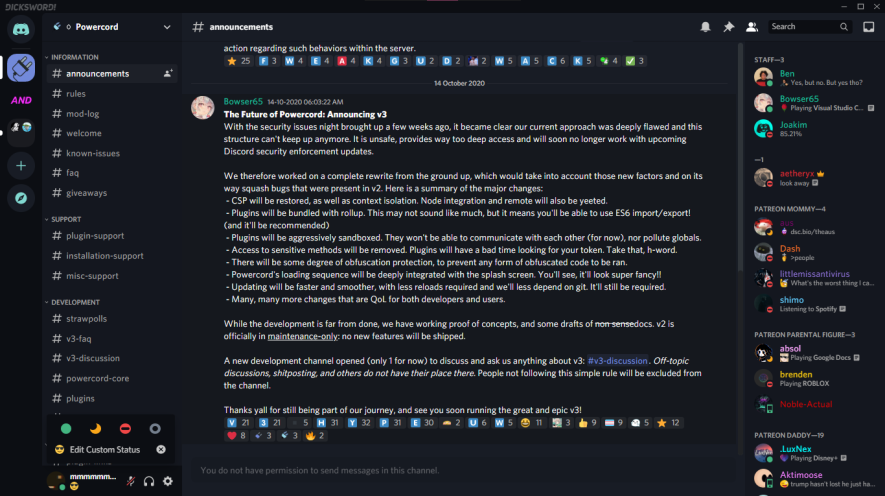 DICKSWORD!
Powercord
INFORMATION
# announcements
# rules
# mod-log
# welcome
# known-issues
# faq
# giveaways
SUPPORT
# plugin-support
# installation-support
# misc-support
DEVELOPMENT
# strawpolls
# v3-faq
# v3-discussion
# powercord-core
# plugins
AND
Edit Custom Status
mmmmmm...
# announcements
Search
action regarding such behaviors within the server.
25 F 3 W 4 E 4 A 4 K 4 G 3 U 2 D 2 2 W 5 A 5 C 6 K 5 4 3
14 October 2020
Bowser65 14-10-2020 06:03:22 AM
The Future of Powercord: Announcing v3
With the security issues night brought up a few weeks ago, it became clear our current approach was deeply flawed and this
structure can't keep up anymore. It is unsafe, provides way too deep access and will soon no longer work with upcoming
Discord security enforcement updates.
We therefore worked on a complete rewrite from the ground up, which would take into account those new factors and on
its way squash bugs that were present in v2. Here is a summary of the major changes:
- CSP will be restored, as well as context isolation. Node integration and remote will also be yeeted.
- Plugins will be bundled with rollup. This may not sound like much, but it means you'll be able to use ES6 import/export!
(and it'll be recommended)
- Plugins will be aggressively sandboxed. They won't be able to communicate with each other (for now), nor pollute globals.
- Access to sensitive methods will be removed. Plugins will have a bad time looking for your token. Take that, h-word.
- There will be some degree of obfuscation protection, to prevent any form of obfuscated code to be ran.
- Powercord's loading sequence will be deeply integrated with the splash screen. You'll see, it'll look super fancy!!
- Updating will be faster and smoother, with less reloads required and we'll less depend on git. It'll still be required.
- Many, many more changes that are QoL for both developers and users.
While the development is far from done, we have working proof of concepts, and some drafts of non-sensedocs. v2 is
officially in maintenance-only: no new features will be shipped.
A new development channel opened (only 1 for now) to discuss and ask us anything about v3: #v3-discussion. Off-topic
discussions, shitposting, and others do not have their place there. People not following this simple rule will be excluded from
the channel.
Thanks yall for still being part of our journey, and see you soon running the great and epic v3!
V 21 3 21 5 H 31 Y 32 P 31 E 30 2 U 6 W 5 11 3 9 9 5 12
8 3 3 2
You do not have permission to send messages in this channel.
STAFF—3
Ben
Yes, but no. But yes tho?
Bowser65
Playing Visual Studio C...
Joakim
85.21%
—1
aetheryx
look away
PATREON MOMMY—4
dsc.bio/theaus
Dash
>people
littlemissantivirus
What's the worst thing I ca...
shimo
Listening to Spotify
PATREON PARENTAL FIGURE—3
absol
Playing Google Docs
brenden
Playing ROBLOX
Noble-Actual
PATREON DADDY—19
.LuxNex
Playing Disney+
Aktimoose
trump hasn't lost he just ha...